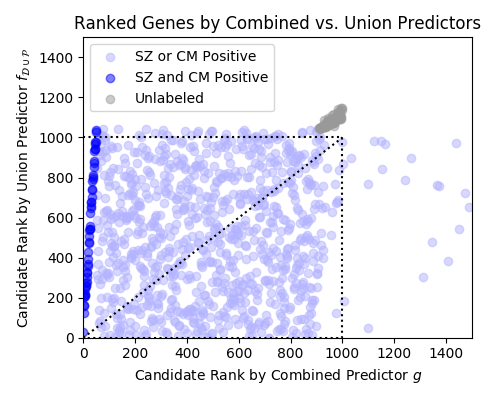 Ranked Genes by Combined vs. Union Predictors
SZ or CM Positive
SZ and CM Positive
Unlabeled
Candidate Rank by Union Predictor f_{𝒟∪𝒫}
1400
1200
1000
800
600
400
200
0
0 200 400 600 800 1000 1200 1400
Candidate Rank by Combined Predictor g